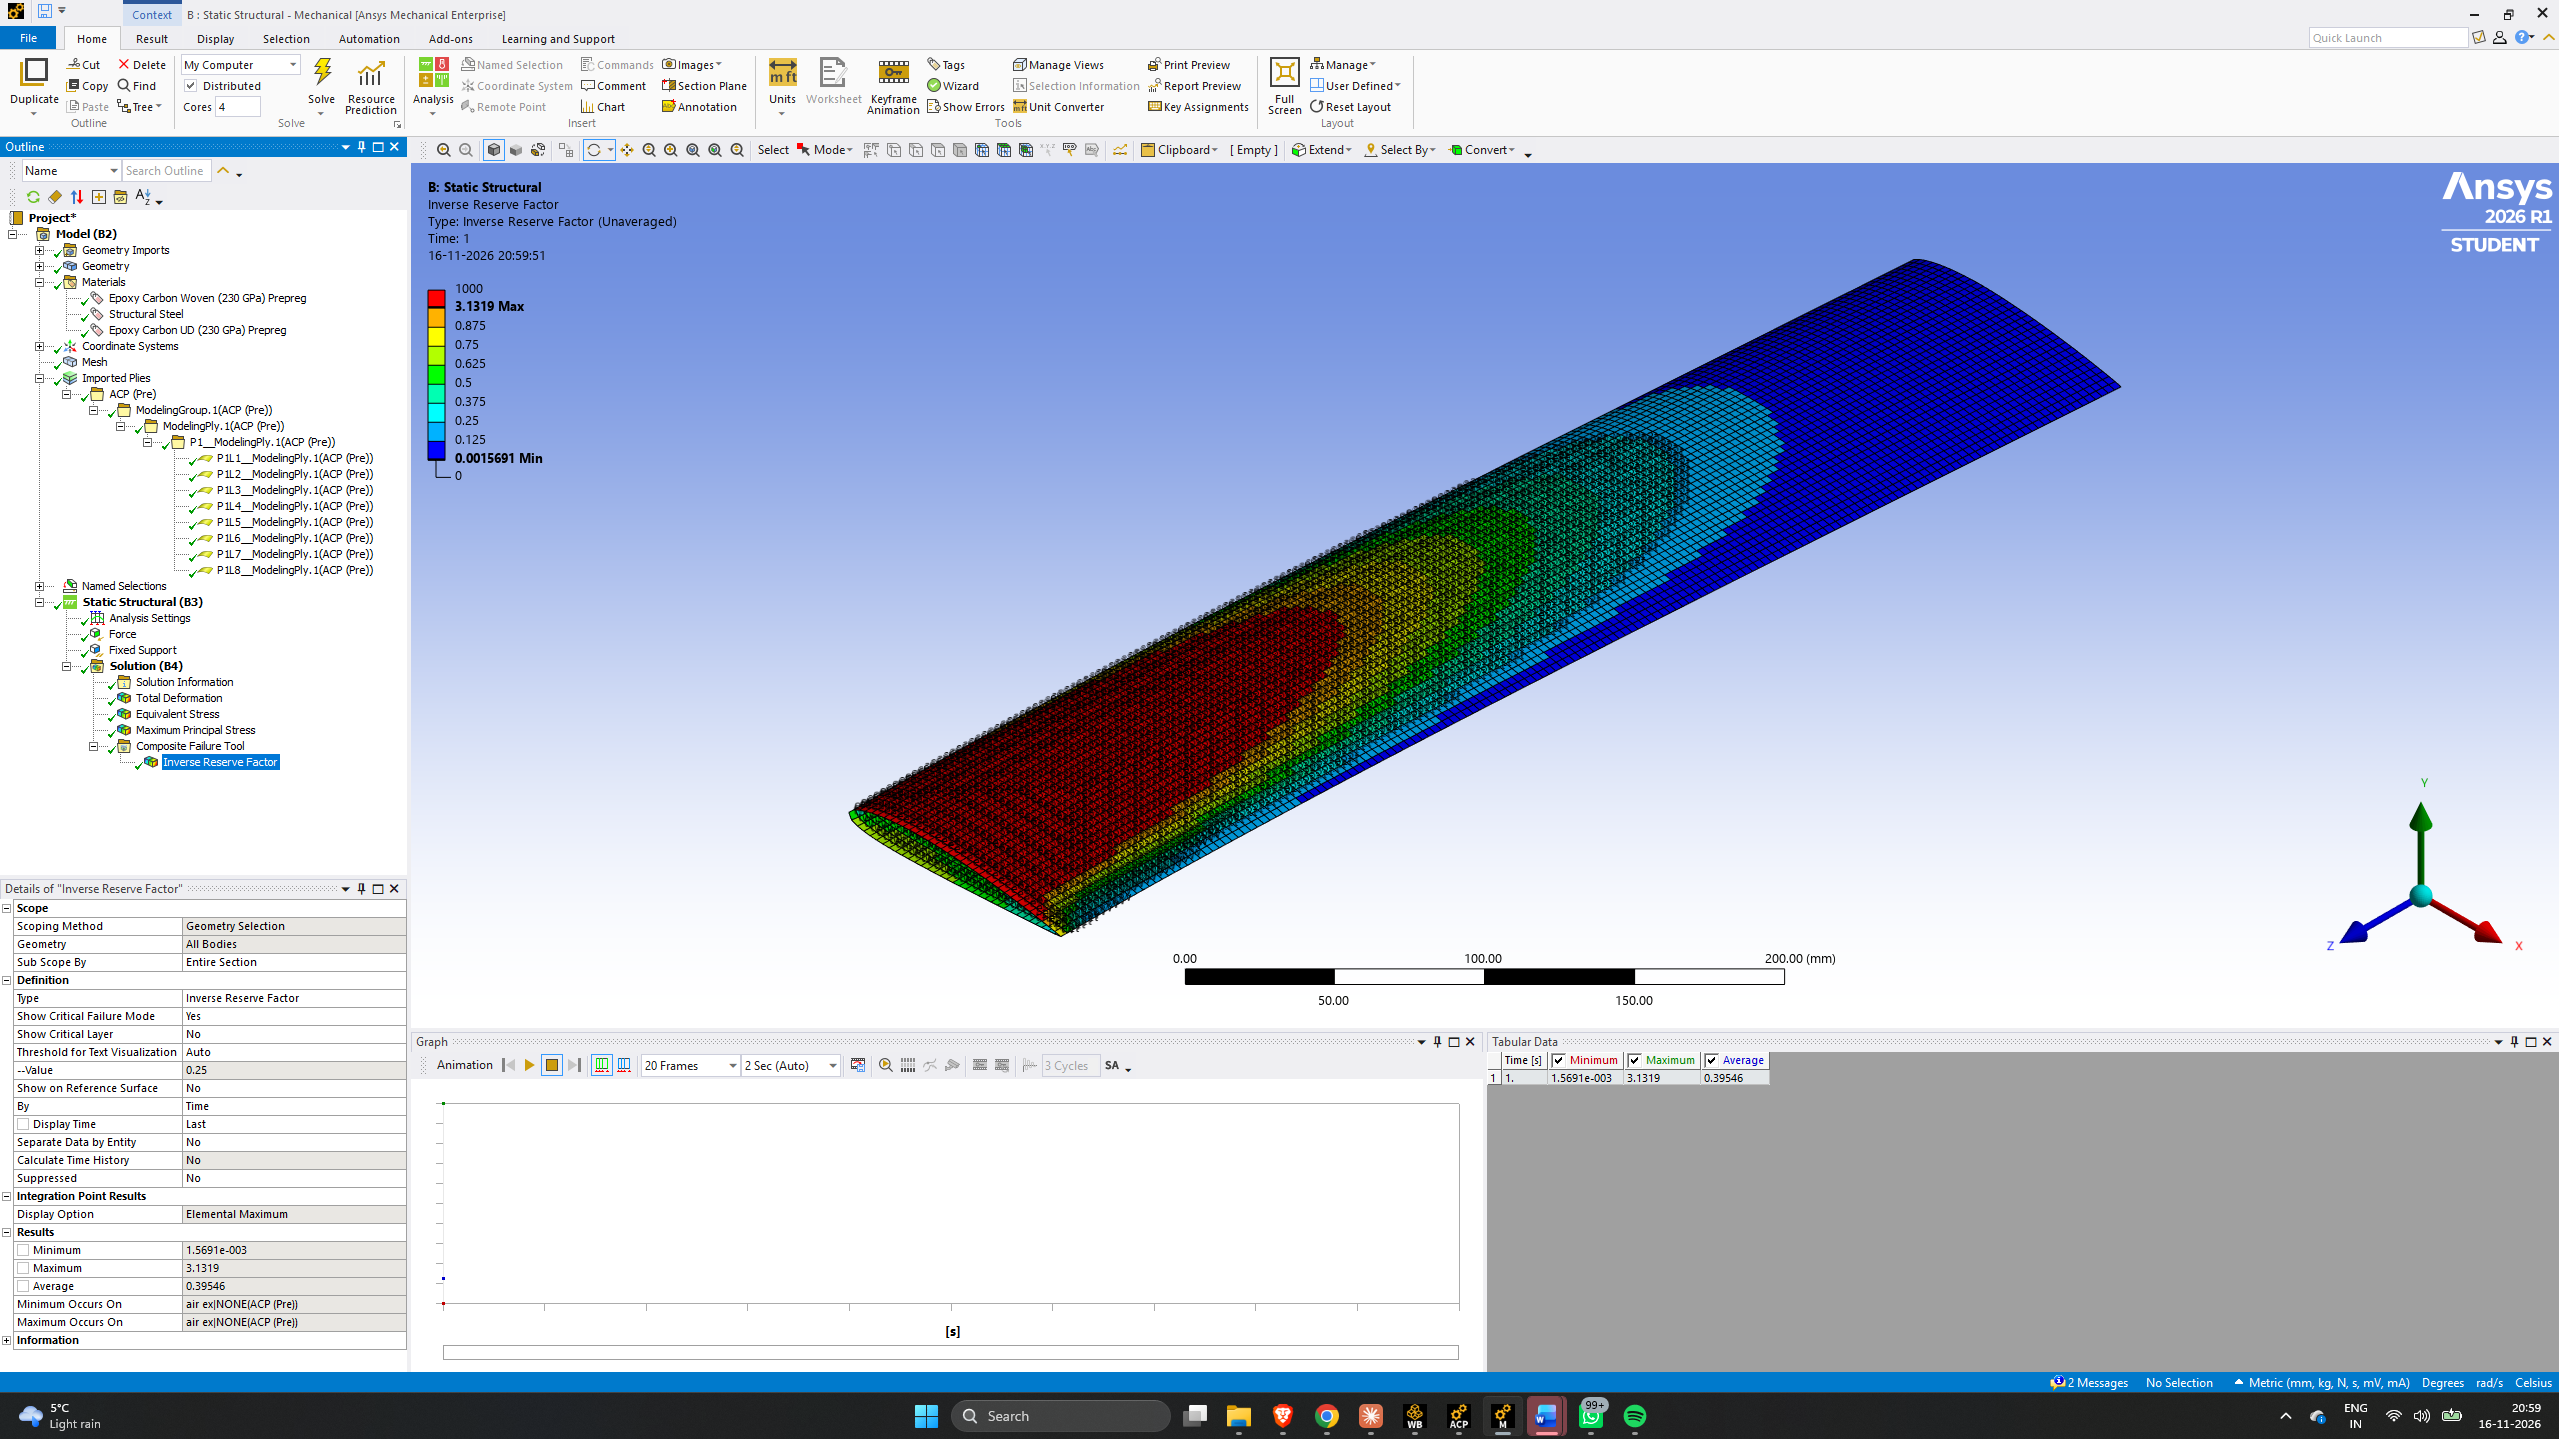 Context
B : Static Structural - Mechanical [Ansys Mechanical Enterprise]
File
Home
Result
Display
Selection
Automation
Add-ons
Learning and Support
Quick Launch
Duplicate
Cut
Copy
Paste
Delete
Find
Tree
Outline
My Computer
Distributed
Cores 4
Solve
Resource
Prediction
Solve
Analysis
Named Selection
Coordinate System
Remote Point
Commands
Comment
Chart
Images
Section Plane
Annotation
Insert
Units
Worksheet
Keyframe
Animation
Tags
Wizard
Show Errors
Manage Views
Selection Information
Unit Converter
Print Preview
Report Preview
Key Assignments
Tools
Full
Screen
Manage
User Defined
Reset Layout
Layout
Outline
Name
Search Outline
Select
Mode
Clipboard
[ Empty ]
Extend
Select By
Convert
Project*
Model (B2)
Geometry Imports
Geometry
Materials
Epoxy Carbon Woven (230 GPa) Prepreg
Structural Steel
Epoxy Carbon UD (230 GPa) Prepreg
Coordinate Systems
Mesh
Imported Plies
ACP (Pre)
ModelingGroup.1(ACP (Pre))
ModelingPly.1(ACP (Pre))
P1__ModelingPly.1(ACP (Pre))
P1L1__ModelingPly.1(ACP (Pre))
P1L2__ModelingPly.1(ACP (Pre))
P1L3__ModelingPly.1(ACP (Pre))
P1L4__ModelingPly.1(ACP (Pre))
P1L5__ModelingPly.1(ACP (Pre))
P1L6__ModelingPly.1(ACP (Pre))
P1L7__ModelingPly.1(ACP (Pre))
P1L8__ModelingPly.1(ACP (Pre))
Named Selections
Static Structural (B3)
Analysis Settings
Force
Fixed Support
Solution (B4)
Solution Information
Total Deformation
Equivalent Stress
Maximum Principal Stress
Composite Failure Tool
Inverse Reserve Factor
B: Static Structural
Inverse Reserve Factor
Type: Inverse Reserve Factor (Unaveraged)
Time: 1
16-11-2026 20:59:51
1000
3.1319 Max
0.875
0.75
0.625
0.5
0.375
0.25
0.125
0.0015691 Min
0
Ansys
2026 R1
STUDENT
Y
Z
X
0.00 100.00 200.00 (mm)
50.00 150.00
Details of "Inverse Reserve Factor"
Scope
Scoping Method Geometry Selection
Geometry All Bodies
Sub Scope By Entire Section
Definition
Type Inverse Reserve Factor
Show Critical Failure Mode Yes
Show Critical Layer No
Threshold for Text Visualization Auto
--Value 0.25
Show on Reference Surface No
By Time
Display Time Last
Separate Data by Entity No
Calculate Time History No
Suppressed No
Integration Point Results
Display Option Elemental Maximum
Results
Minimum 1.5691e-003
Maximum 3.1319
Average 0.39546
Minimum Occurs On air ex|NONE(ACP (Pre))
Maximum Occurs On air ex|NONE(ACP (Pre))
Information
Graph
Animation
20 Frames
2 Sec (Auto)
3 Cycles
SA
[s]
Tabular Data
Time [s] Minimum Maximum Average
1 1. 1.5691e-003 3.1319 0.39546
2 Messages
No Selection
Metric (mm, kg, N, s, mV, mA)
Degrees
rad/s
Celsius
5°C
Light rain
Search
WB
ACP
M
99+
ENG
IN
20:59
16-11-2026